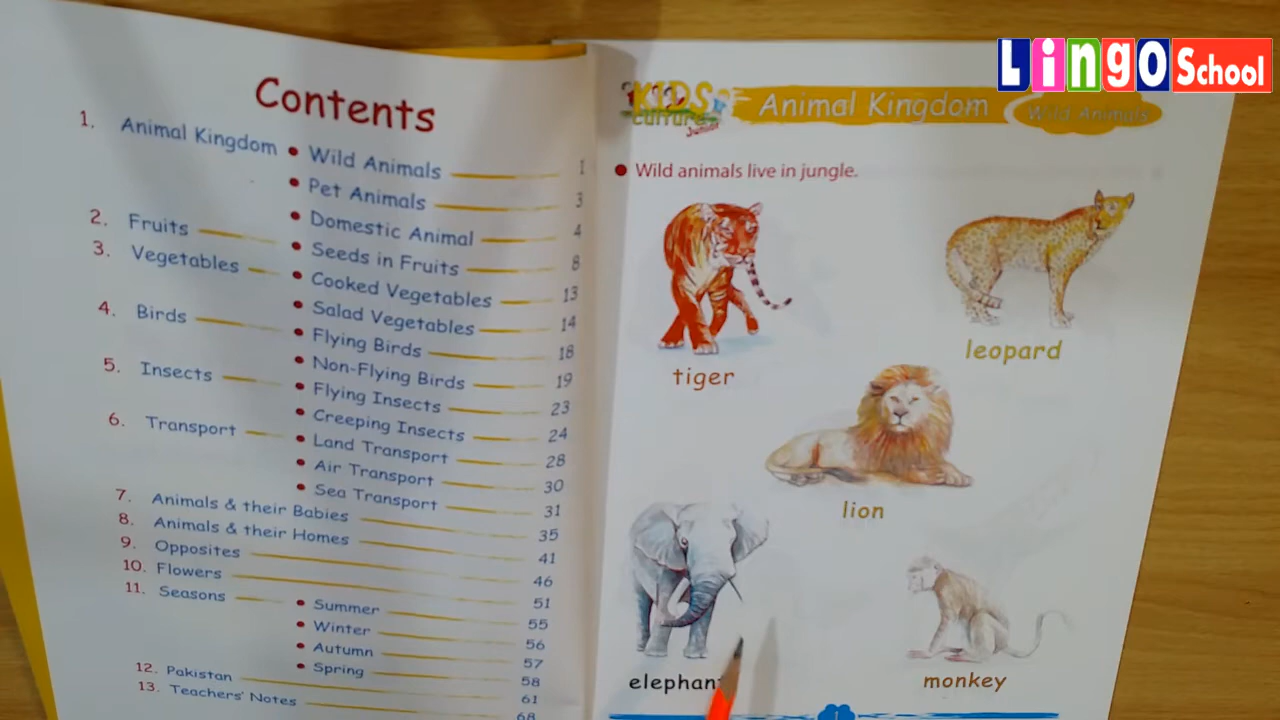 Contents
1. Animal Kingdom • Wild Animals 1
• Pet Animals 3
• Domestic Animal 4
2. Fruits • Seeds in Fruits 8
3. Vegetables • Cooked Vegetables 13
• Salad Vegetables 14
4. Birds • Flying Birds 18
• Non-Flying Birds 19
5. Insects • Flying Insects 23
• Creeping Insects 24
6. Transport • Land Transport 28
• Air Transport 30
• Sea Transport 31
7. Animals & their Babies 35
8. Animals & their Homes 41
9. Opposites 46
10. Flowers 51
11. Seasons • Summer 55
• Winter 56
• Autumn 57
• Spring 58
12. Pakistan 61
13. Teachers' Notes 68
Lingo School
KIDS
Culture
Junior
Animal Kingdom
Wild Animals
• Wild animals live in jungle.
tiger
leopard
lion
elephant
monkey
1